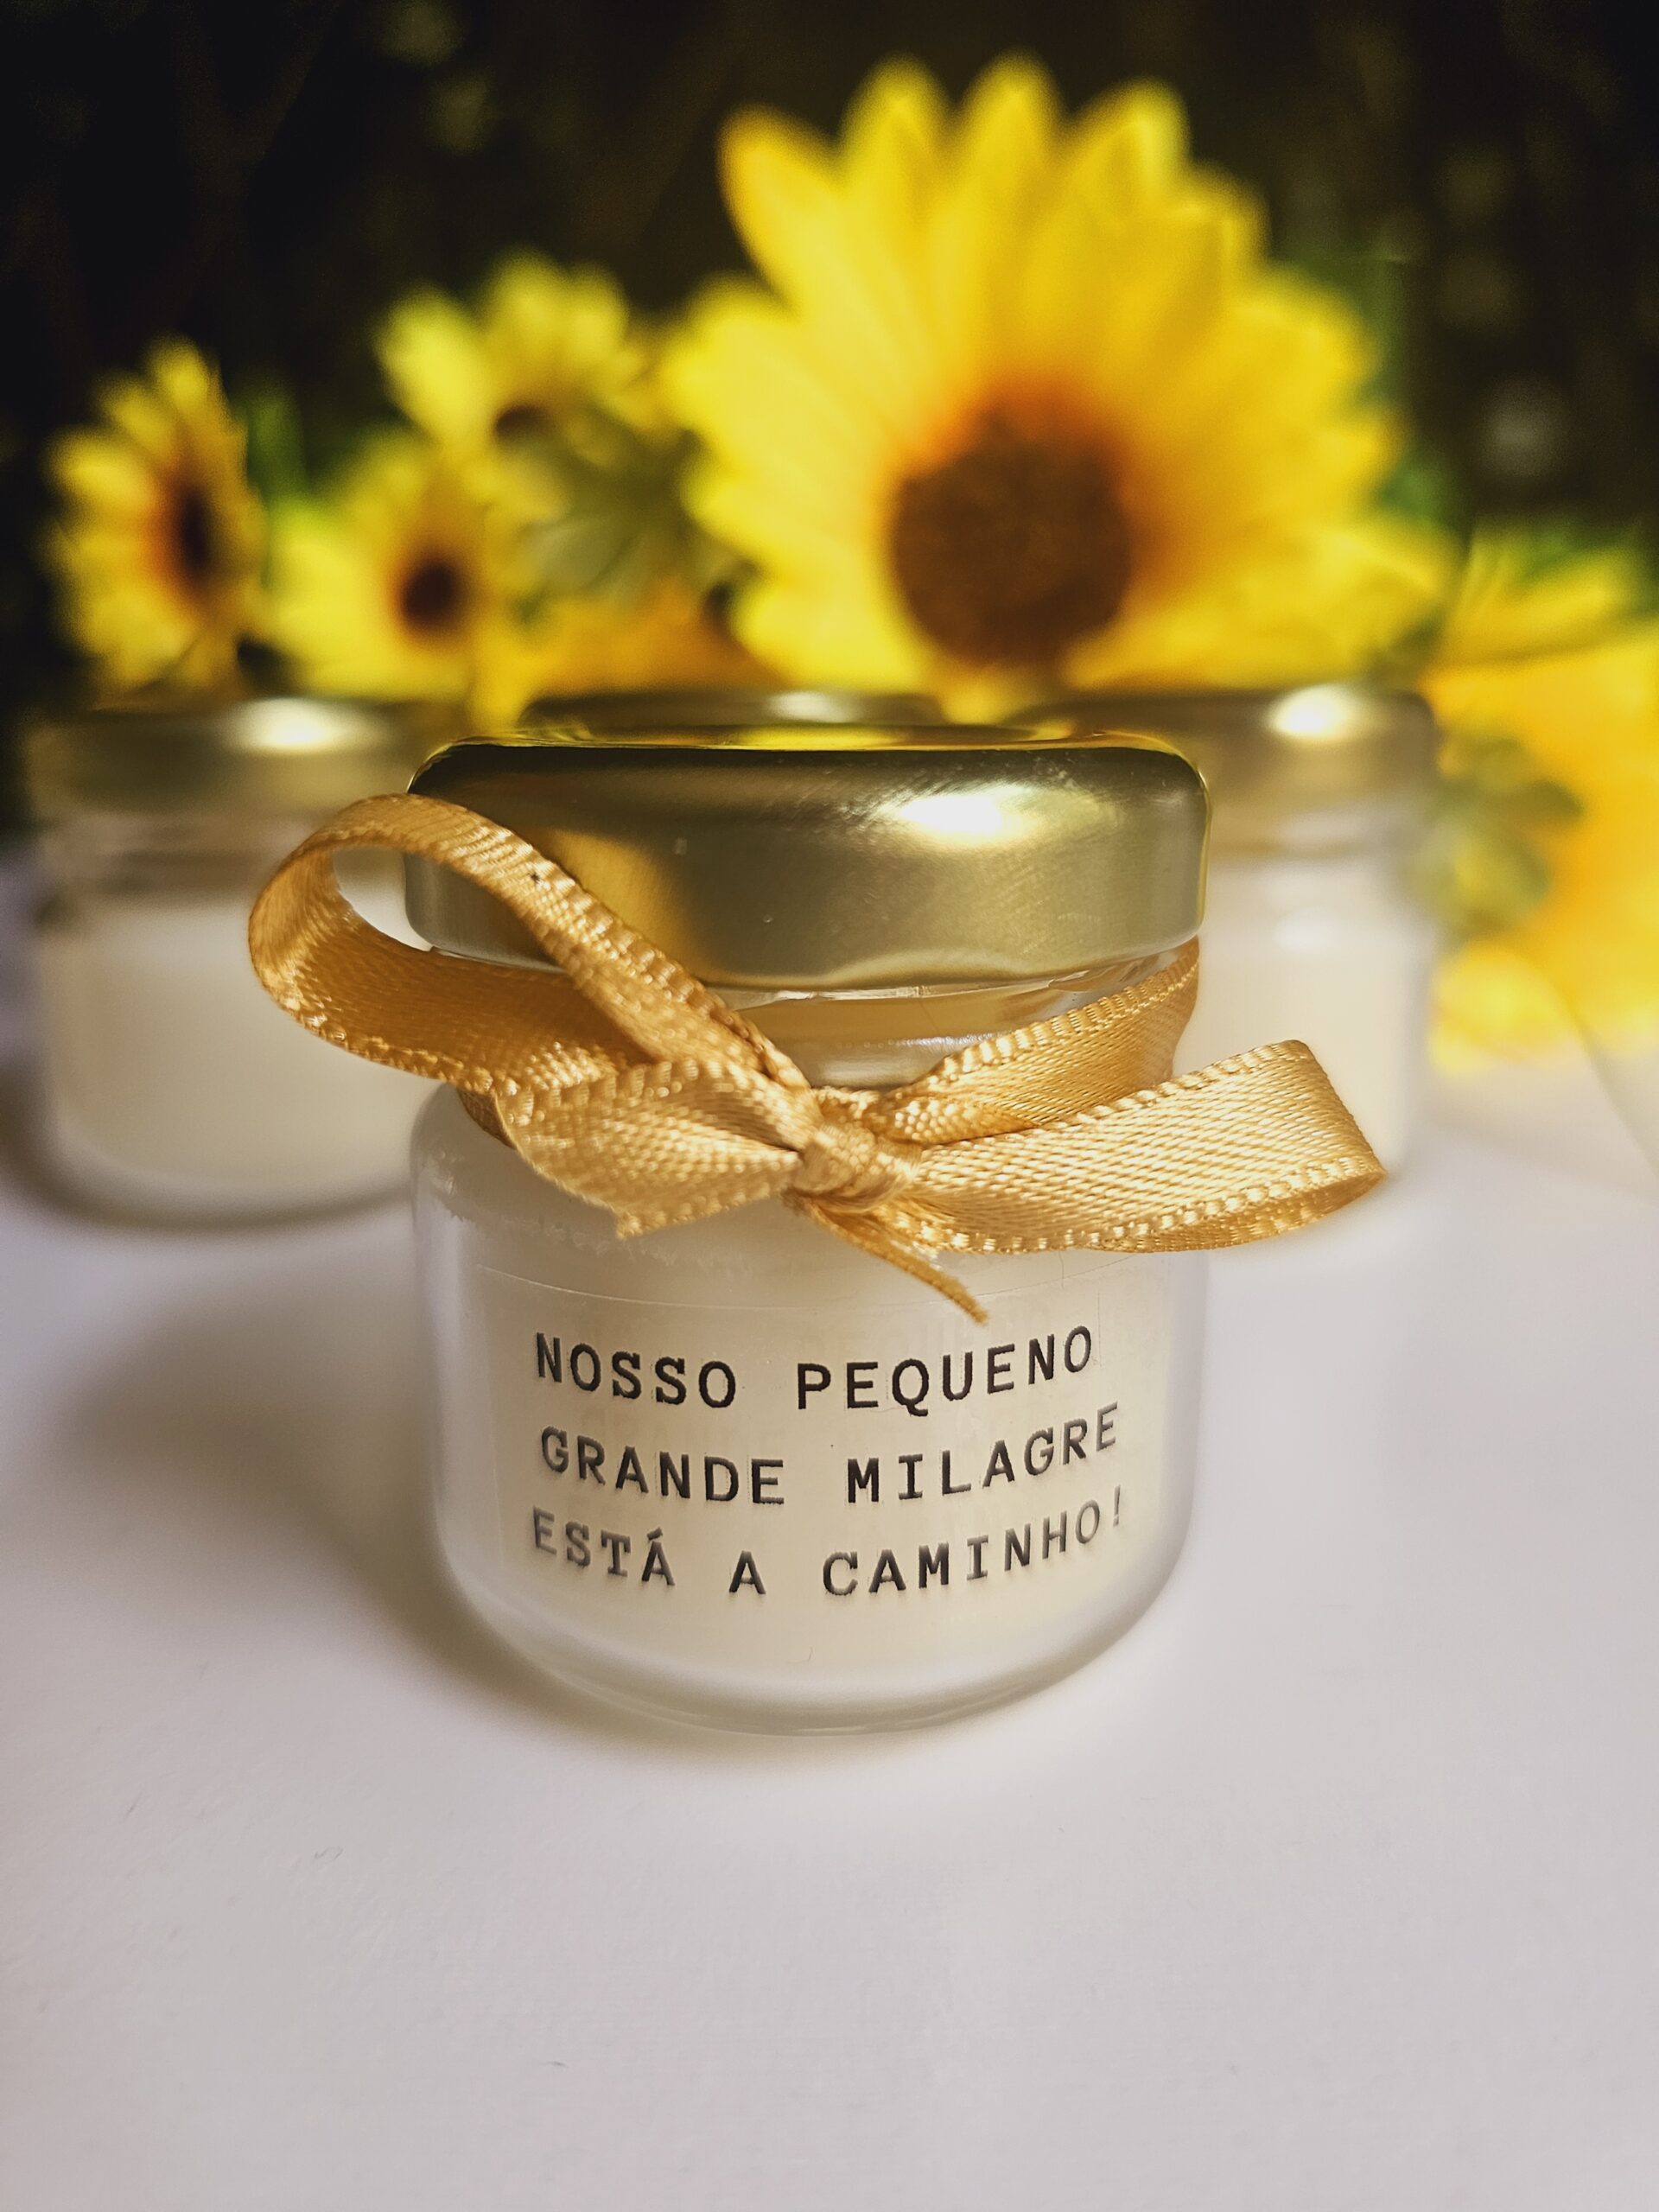 NOSSO PEQUENO
GRANDE MILAGRE
ESTÁ A CAMINHO!